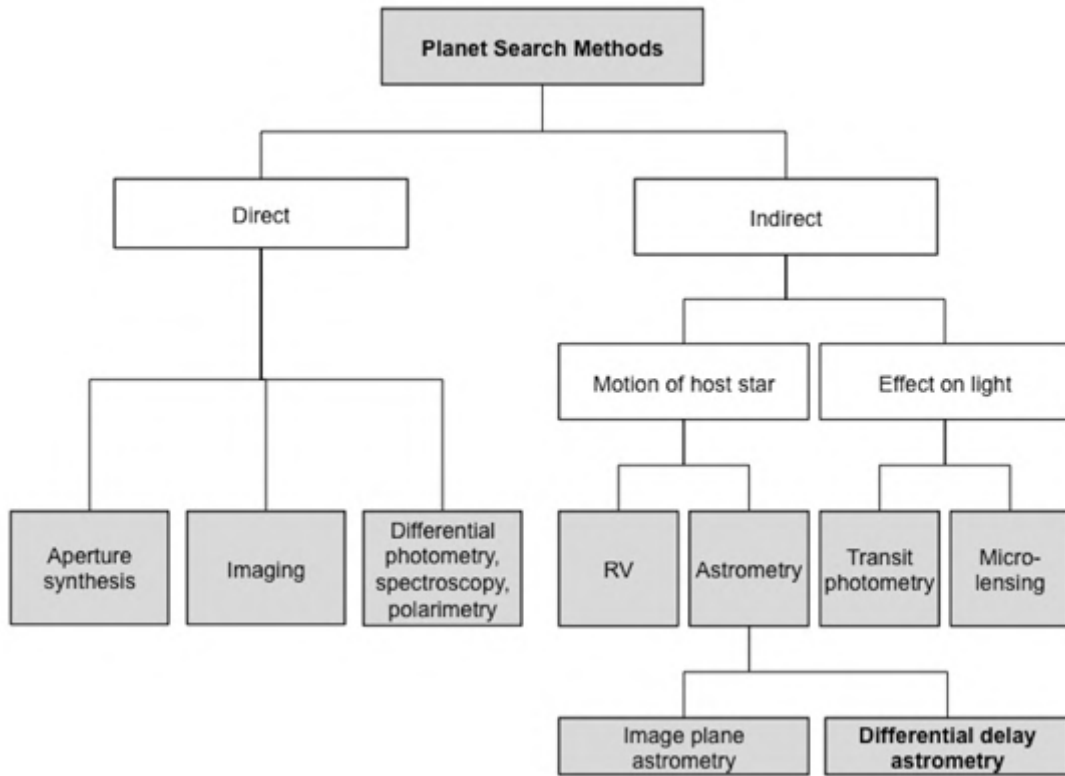 Planet Search Methods
Direct
Indirect
Motion of host star
Effect on light
Aperture
synthesis
Imaging
Differential
photometry,
spectroscopy,
polarimetry
RV
Astrometry
Transit
photometry
Micro-
lensing
Image plane
astrometry
Differential delay
astrometry